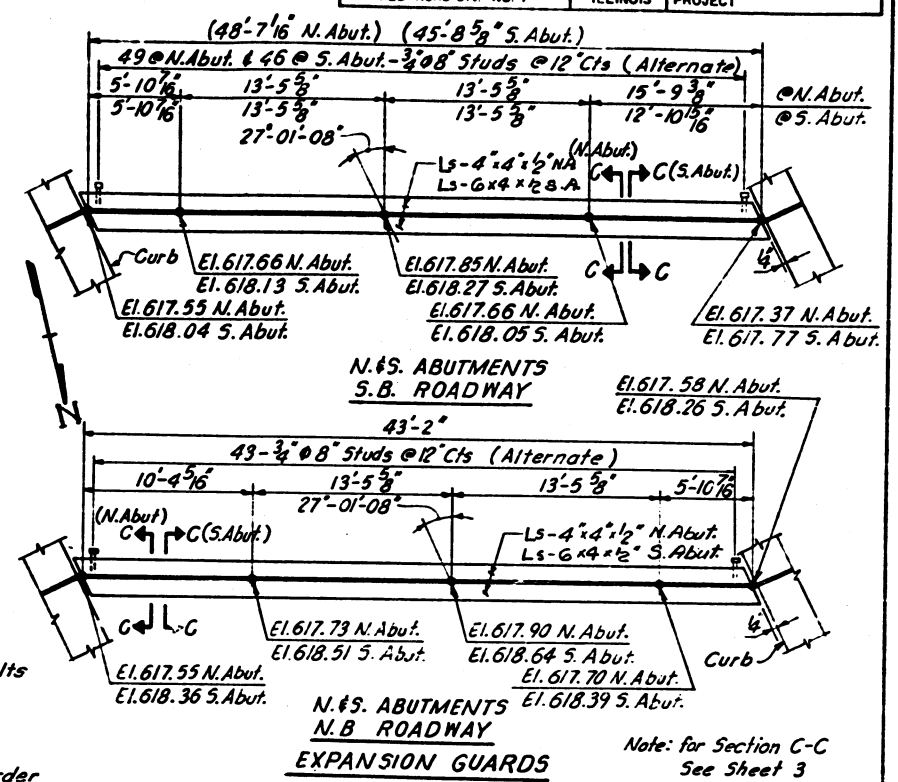 ILLINOIS PROJECT
(48'-7 1/16" N. Abut.) (45'-8 5/8" S. Abut.)
49 @ N. Abut. & 46 @ S. Abut.-3/4"ø 8" Studs @ 12" Cts (Alternate)
5'-10 7/16" 13'-5 5/8" 13'-5 5/8" 15'-9 3/8" @ N. Abut.
5'-10 7/16" 13'-5 5/8" 13'-5 5/8" 12'-10 15/16" @ S. Abut.
27°-01'-08"
Ls-4"x4"x1/2" N.A.
Ls-6x4x1/2 S.A.
(N. Abut.)
C C (S. Abut.)
C C
1/4"
Curb
El. 617.66 N. Abut.
El. 618.13 S. Abut.
El. 617.85 N. Abut.
El. 618.27 S. Abut.
El. 617.55 N. Abut.
El. 618.04 S. Abut.
El. 617.66 N. Abut.
El. 618.05 S. Abut.
El. 617.37 N. Abut.
El. 617.77 S. Abut.
N. & S. ABUTMENTS
S.B. ROADWAY
N
El. 617.58 N. Abut.
El. 618.26 S. Abut.
43'-2"
43-3/4"ø 8" Studs @ 12" Cts (Alternate)
10'-4 5/16" 13'-5 5/8" 13'-5 5/8" 5'-10 7/16"
27°-01'-08"
(N. Abut)
C C (S. Abut.)
Ls-4"x4"x1/2" N. Abut.
Ls-6x4x1/2" S. Abut.
C C
1/4"
Curb
El. 617.73 N. Abut.
El. 618.51 S. Abut.
El. 617.90 N. Abut.
El. 618.64 S. Abut.
El. 617.55 N. Abut.
El. 618.36 S. Abut.
El. 617.70 N. Abut.
El. 618.39 S. Abut.
N. & S. ABUTMENTS
N.B ROADWAY
EXPANSION GUARDS
Note: for Section C-C
See Sheet 3